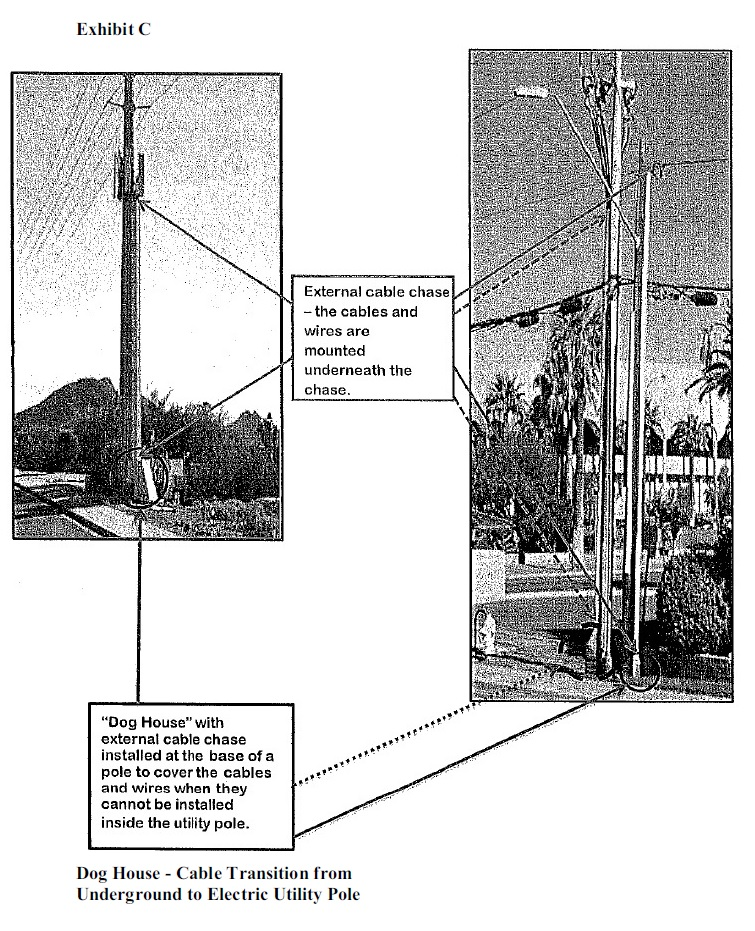 Exhibit C
External cable chase
– the cables and
wires are
mounted
underneath the
chase.
“Dog House” with
external cable chase
installed at the base of a
pole to cover the cables
and wires when they
cannot be installed
inside the utility pole.
Dog House - Cable Transition from
Underground to Electric Utility Pole